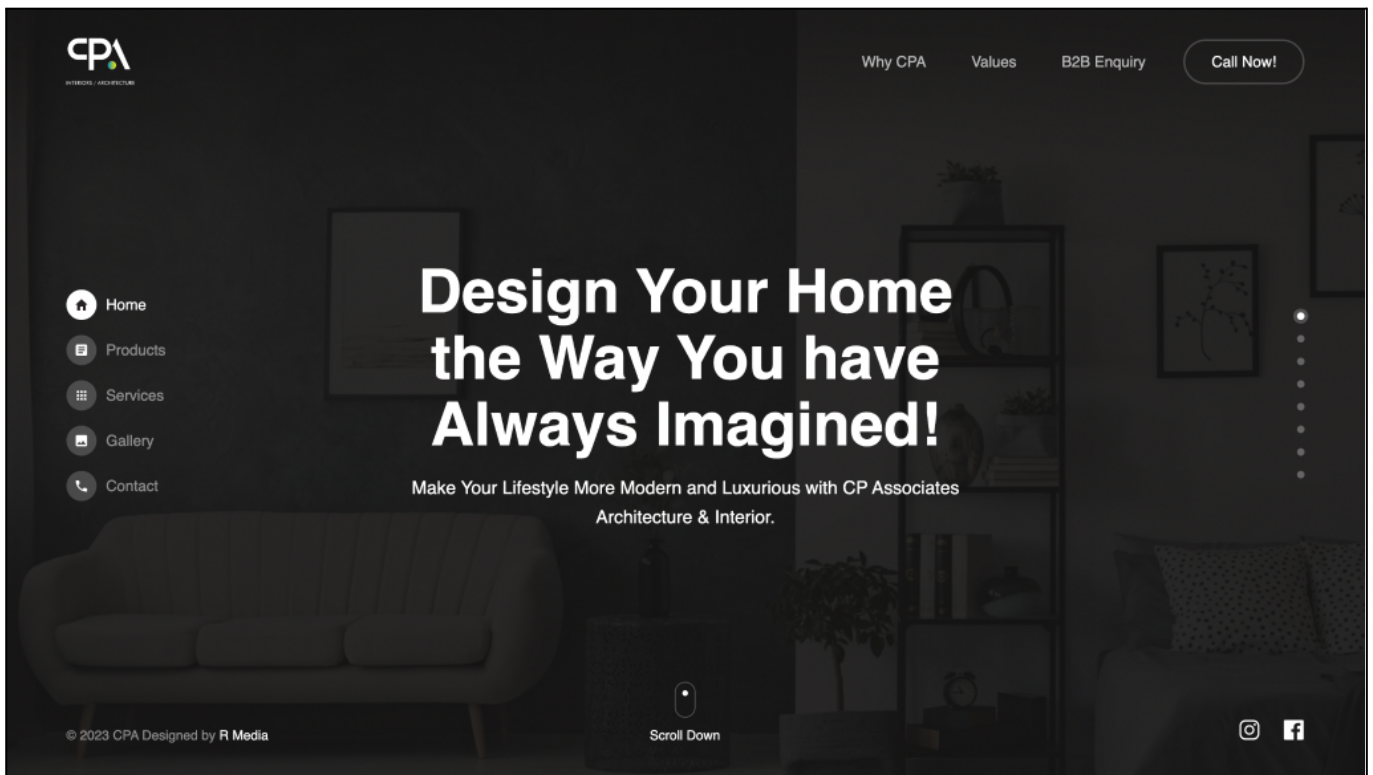 CPA
INTERIORS / ARCHITECTURE
Why CPA
Values
B2B Enquiry
Call Now!
Home
Products
Services
Gallery
Contact
Design Your Home
the Way You have
Always Imagined!
Make Your Lifestyle More Modern and Luxurious with CP Associates
Architecture & Interior.
Scroll Down
© 2023 CPA Designed by R Media